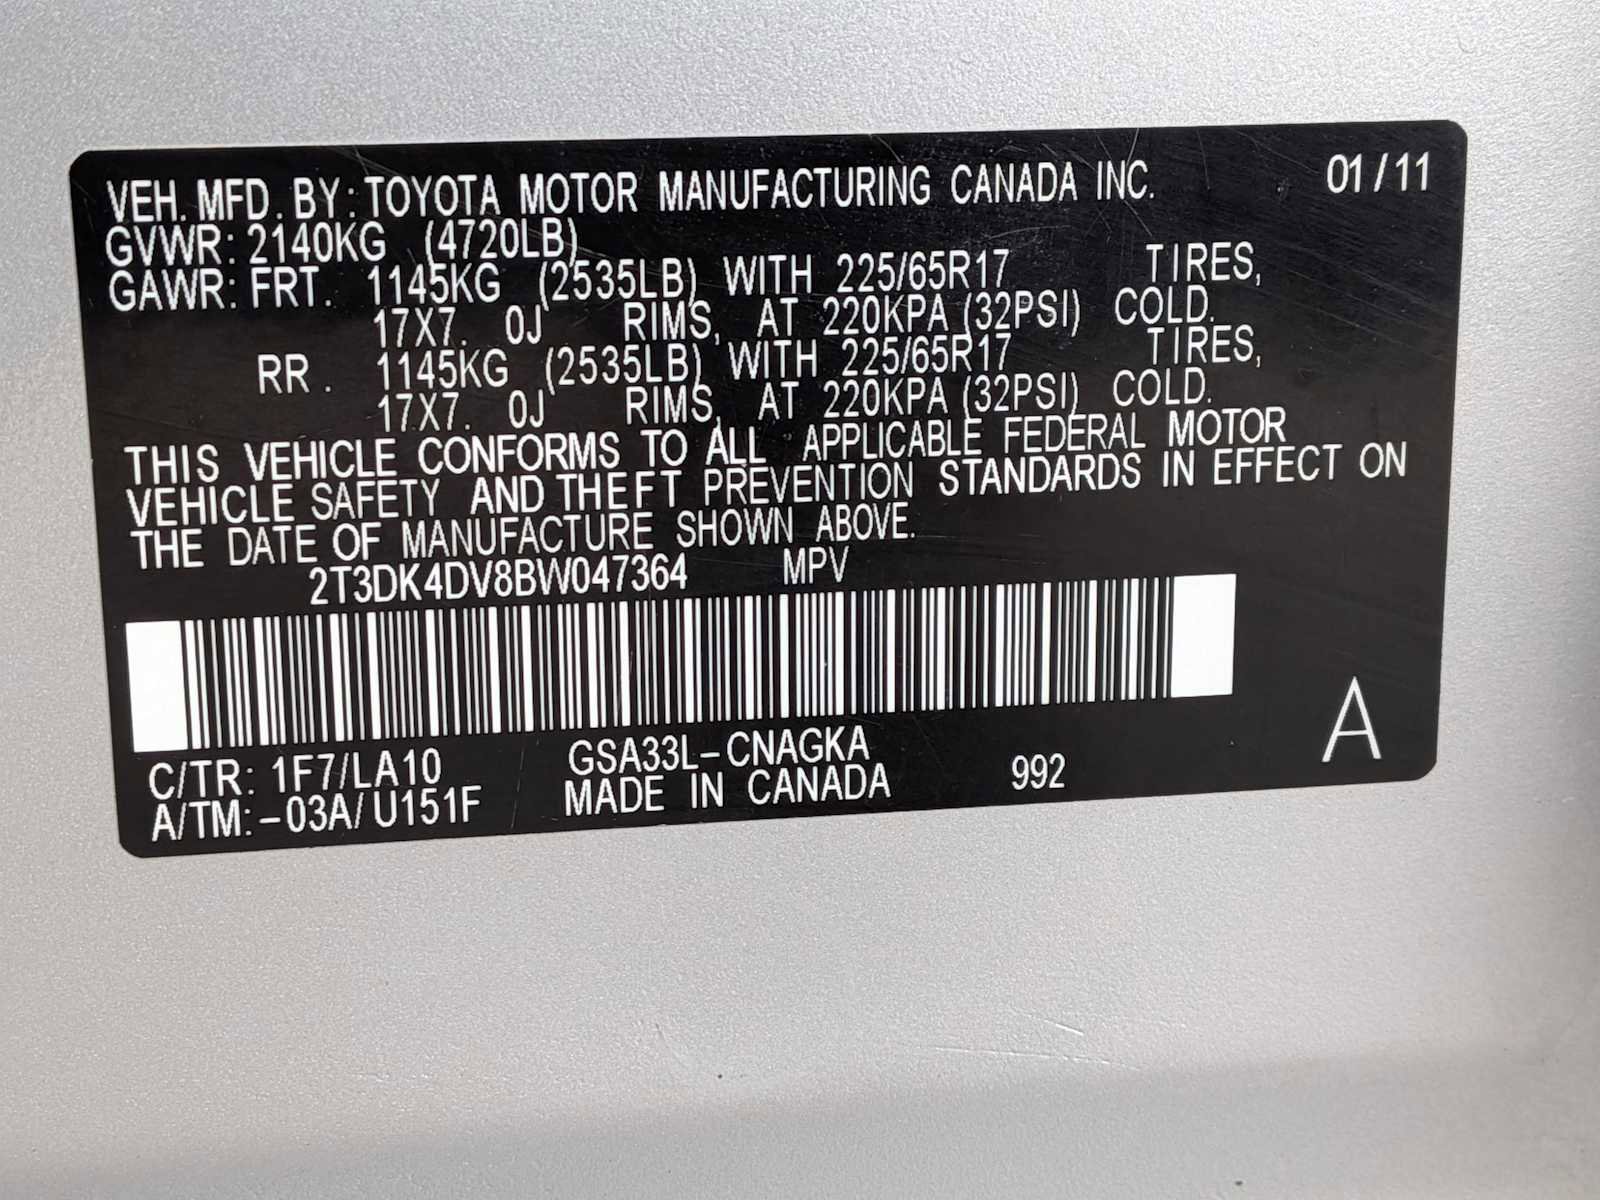 VEH. MFD. BY: TOYOTA MOTOR MANUFACTURING CANADA INC. 01/11
GVWR: 2140KG (4720LB)
GAWR: FRT. 1145KG (2535LB) WITH 225/65R17 TIRES,
17X7. 0J RIMS, AT 220KPA (32PSI) COLD.
RR. 1145KG (2535LB) WITH 225/65R17 TIRES,
17X7. 0J RIMS, AT 220KPA (32PSI) COLD.
THIS VEHICLE CONFORMS TO ALL APPLICABLE FEDERAL MOTOR
VEHICLE SAFETY AND THEFT PREVENTION STANDARDS IN EFFECT ON
THE DATE OF MANUFACTURE SHOWN ABOVE.
2T3DK4DV8BW047364 MPV
C/TR: 1F7/LA10 GSA33L-CNAGKA
A/TM: -03A/U151F MADE IN CANADA 992 A